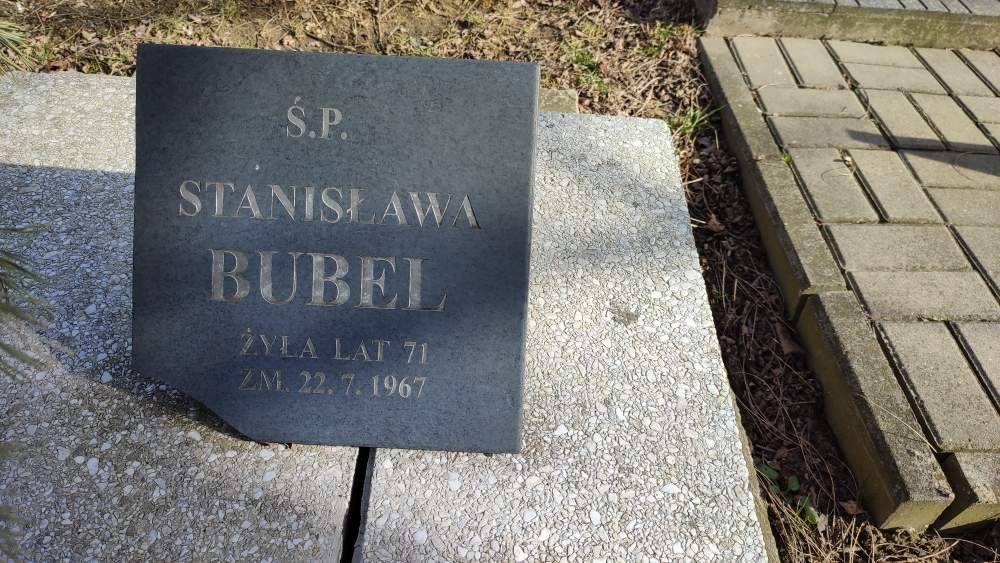 Ś.P.
STANISŁAWA
BUBEL
ŻYŁA LAT 71
ZM. 22. 7. 1967